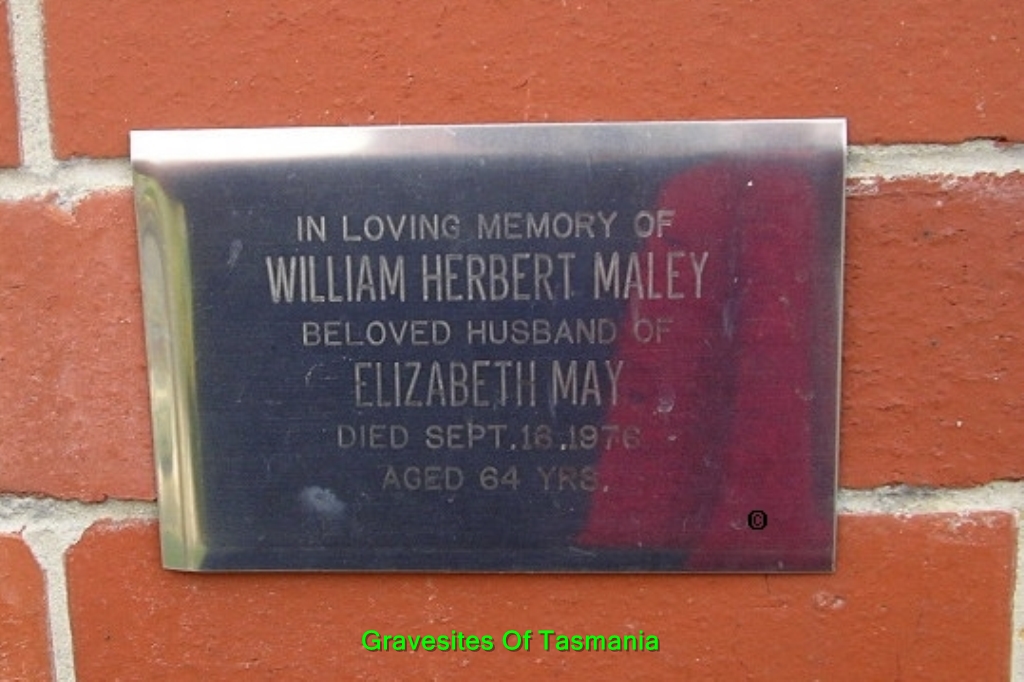 IN LOVING MEMORY OF
WILLIAM HERBERT MALEY
BELOVED HUSBAND OF
ELIZABETH MAY
DIED SEPT. 16. 1976
AGED 64 YRS.
©
Gravesites Of Tasmania